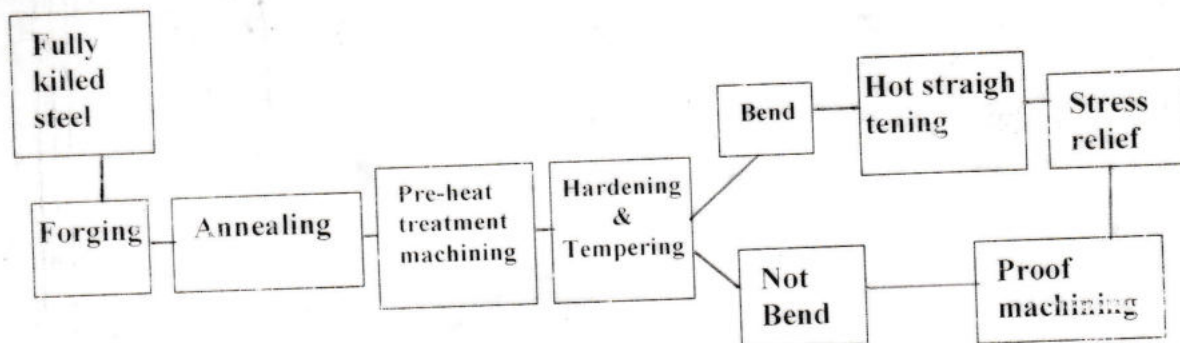 Fully
killed
steel
Forging
Annealing
Pre-heat
treatment
machining
Hardening
&
Tempering
Bend
Hot straigh
tening
Stress
relief
Not
Bend
Proof
machining